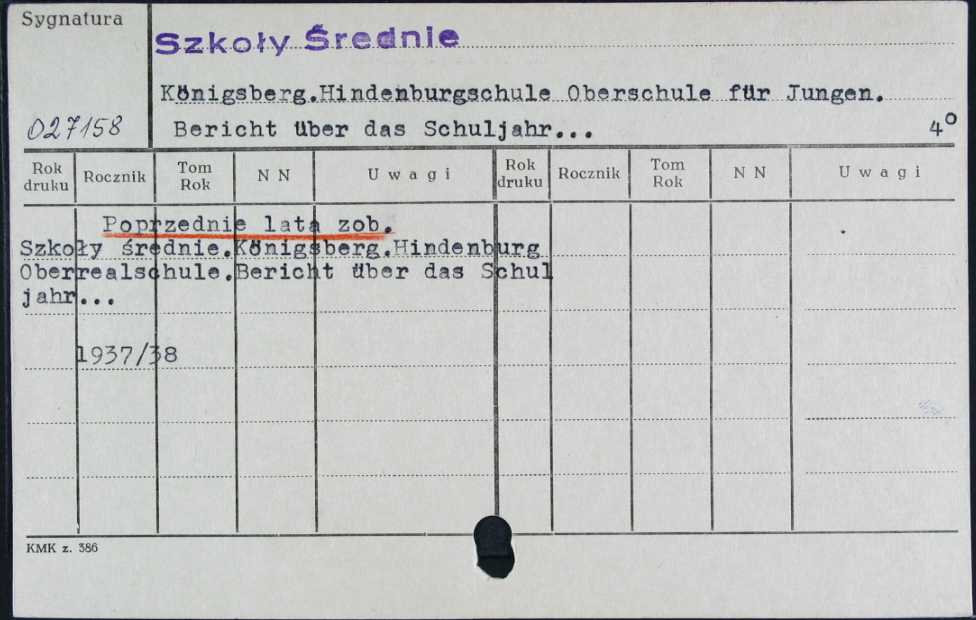 Sygnatura
Szkoły Średnie
Königsberg.Hindenburgschule Oberschule für Jungen.
027158
Bericht über das Schuljahr...
4°
Rok druku Rocznik Tom Rok N N Uwagi Rok druku Rocznik Tom Rok N N Uwagi
Poprzednie lata zob.
Szkoły średnie.Königsberg.Hindenburg
Oberrealschule.Bericht über das Schul
jahr...
1937/38
KMK z. 386